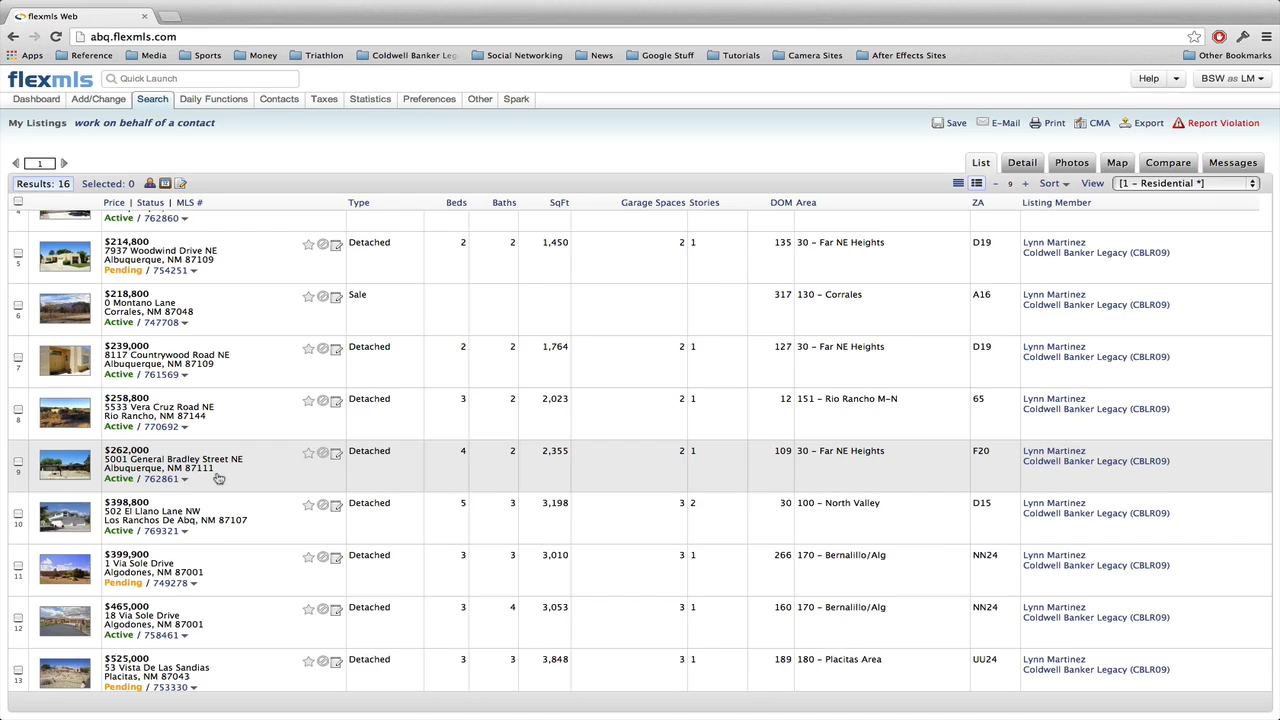 flexmls Web
abq.flexmls.com
Apps Reference Media Sports Money Triathlon Coldwell Banker Leg Social Networking News Google Stuff Tutorials Camera Sites After Effects Sites Other Bookmarks
flexmls Quick Launch Help BSW as LM
Dashboard Add/Change Search Daily Functions Contacts Taxes Statistics Preferences Other Spark
My Listings work on behalf of a contact Save E-Mail Print CMA Export Report Violation
1 List Detail Photos Map Compare Messages
Results: 16 Selected: 0 - 9 + Sort View [1 - Residential *]
Price | Status | MLS # Type Beds Baths SqFt Garage Spaces Stories DOM Area ZA Listing Member
4 Active / 762860
$214,800 Detached 2 2 1,450 2 1 135 30 - Far NE Heights D19 Lynn Martinez
7937 Woodwind Drive NE Coldwell Banker Legacy (CBLR09)
Albuquerque, NM 87109
5 Pending / 754251
$218,800 Sale 317 130 - Corrales A16 Lynn Martinez
0 Montano Lane Coldwell Banker Legacy (CBLR09)
Corrales, NM 87048
6 Active / 747708
$239,000 Detached 2 2 1,764 2 1 127 30 - Far NE Heights D19 Lynn Martinez
8117 Countrywood Road NE Coldwell Banker Legacy (CBLR09)
Albuquerque, NM 87109
7 Active / 761569
$258,800 Detached 3 2 2,023 2 1 12 151 - Rio Rancho M-N 65 Lynn Martinez
5533 Vera Cruz Road NE Coldwell Banker Legacy (CBLR09)
Rio Rancho, NM 87144
8 Active / 770692
$262,000 Detached 4 2 2,355 2 1 109 30 - Far NE Heights F20 Lynn Martinez
5001 General Bradley Street NE Coldwell Banker Legacy (CBLR09)
Albuquerque, NM 87111
9 Active / 762861
$398,800 Detached 5 3 3,198 3 2 30 100 - North Valley D15 Lynn Martinez
502 El Llano Lane NW Coldwell Banker Legacy (CBLR09)
Los Ranchos De Abq, NM 87107
10 Active / 769321
$399,900 Detached 3 3 3,010 3 1 266 170 - Bernalillo/Alg NN24 Lynn Martinez
1 Via Sole Drive Coldwell Banker Legacy (CBLR09)
Algodones, NM 87001
11 Pending / 749278
$465,000 Detached 3 4 3,053 3 1 160 170 - Bernalillo/Alg NN24 Lynn Martinez
18 Via Sole Drive Coldwell Banker Legacy (CBLR09)
Algodones, NM 87001
12 Active / 758461
$525,000 Detached 3 3 3,848 3 1 189 180 - Placitas Area UU24 Lynn Martinez
53 Vista De Las Sandias Coldwell Banker Legacy (CBLR09)
Placitas, NM 87043
13 Pending / 753330